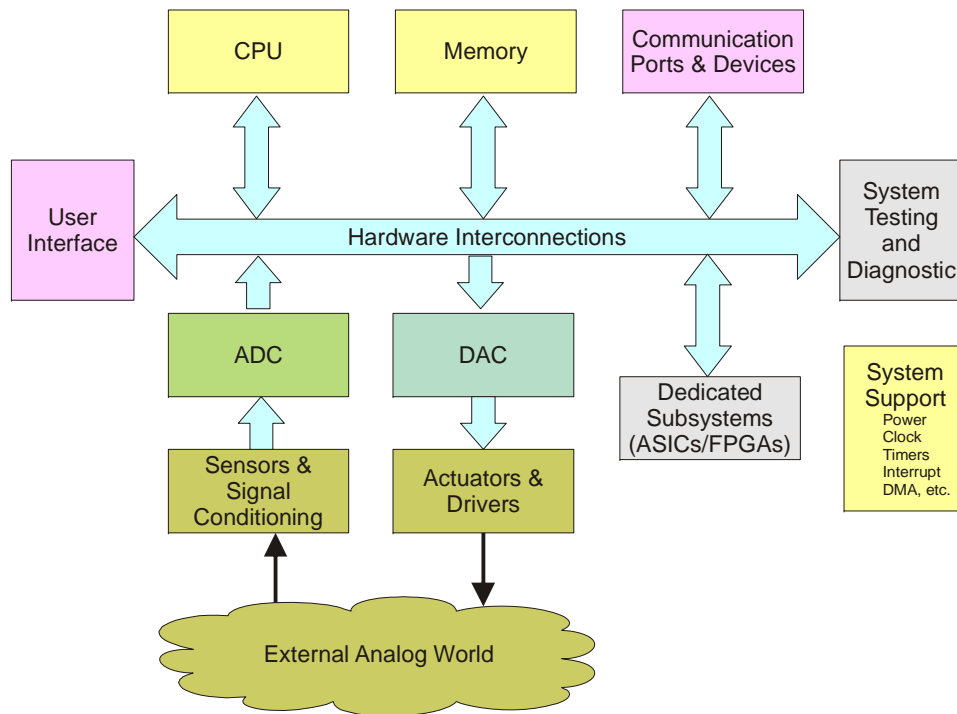 CPU
Memory
Communication
Ports & Devices
User
Interface
Hardware Interconnections
System
Testing
and
Diagnostic
ADC
DAC
Dedicated
Subsystems
(ASICs/FPGAs)
System
Support
Power
Clock
Timers
Interrupt
DMA, etc.
Sensors &
Signal
Conditioning
Actuators &
Drivers
External Analog World